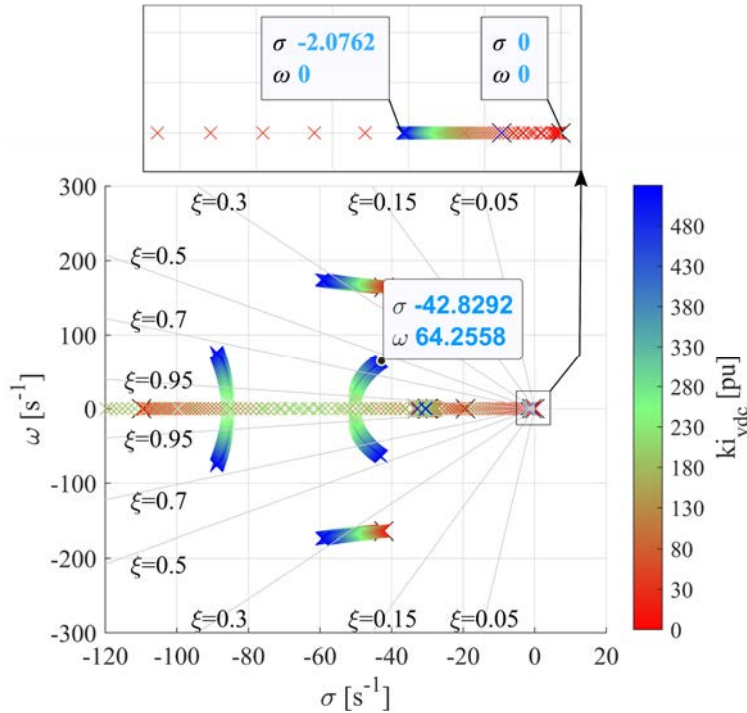 σ -2.0762
ω 0
σ 0
ω 0
300
200
100
0
-100
-200
-300
ω [s⁻¹]
ξ=0.3
ξ=0.15
ξ=0.05
ξ=0.5
ξ=0.7
ξ=0.95
σ -42.8292
ω 64.2558
ξ=0.95
ξ=0.7
ξ=0.5
ξ=0.3
ξ=0.15
ξ=0.05
-120
-100
-80
-60
-40
-20
0
20
σ [s⁻¹]
480
430
380
330
280
230
180
130
80
30
0
ki_vdc [pu]